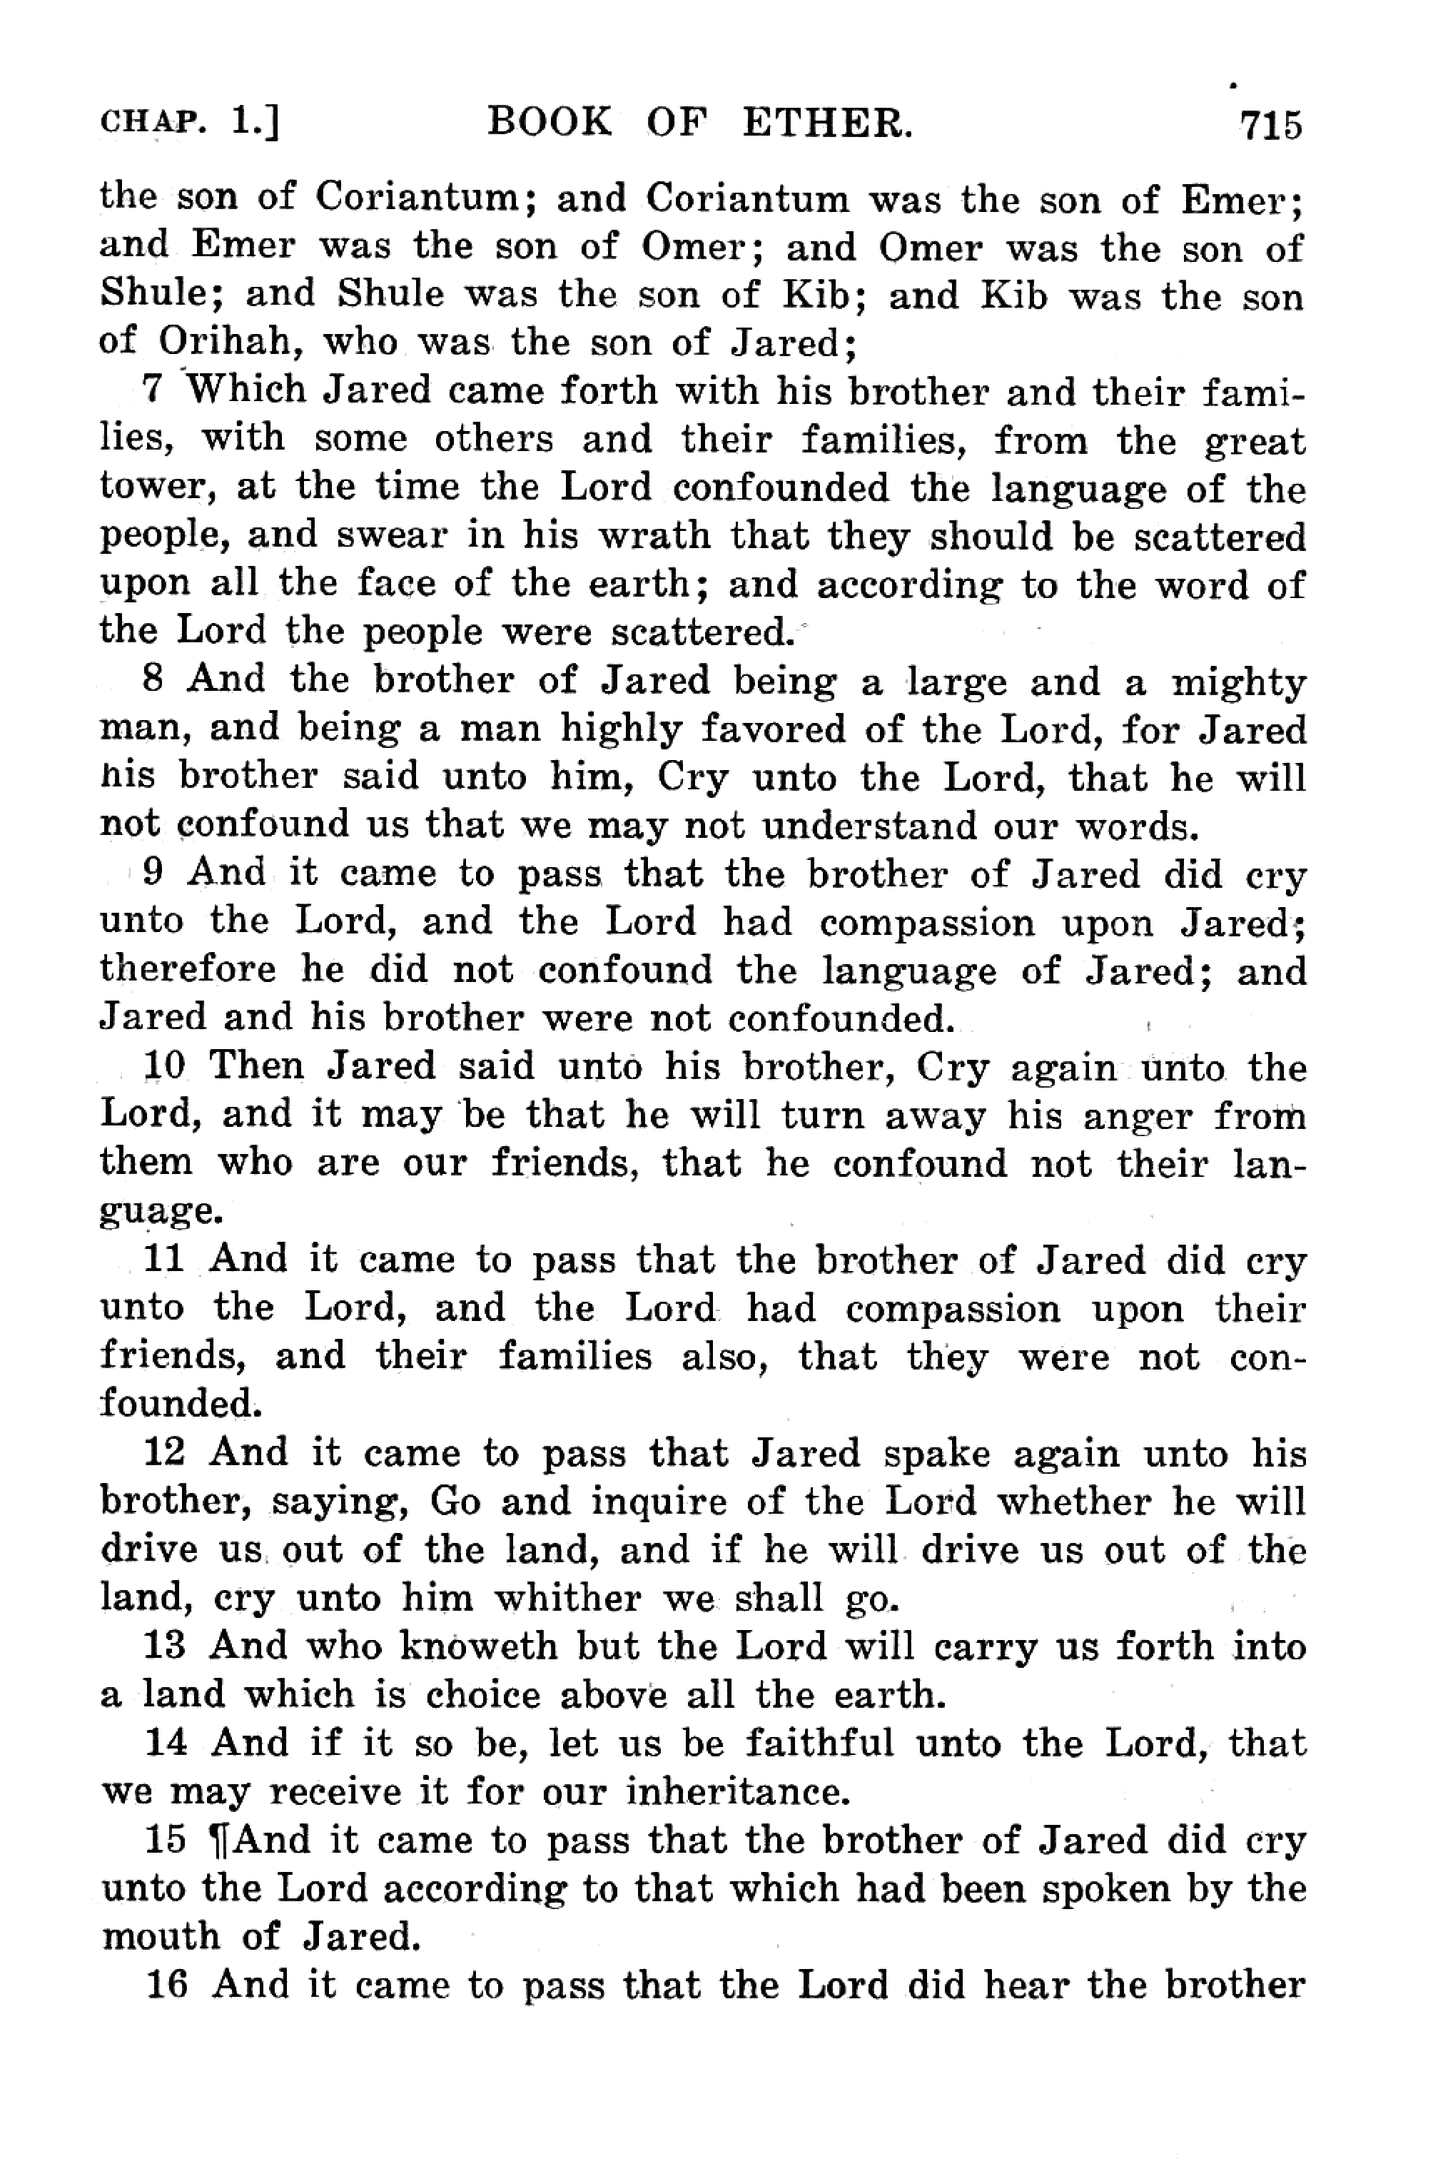 CHAP. 1.] BOOK OF ETHER. 715
the son of Coriantum; and Coriantum was the son of Emer;
and Emer was the son of Omer; and Omer was the son of
Shule; and Shule was the son of Kib; and Kib was the son
of Orihah, who was the son of Jared;
7 Which Jared came forth with his brother and their fami-
lies, with some others and their families, from the great
tower, at the time the Lord confounded the language of the
people, and swear in his wrath that they should be scattered
upon all the face of the earth; and according to the word of
the Lord the people were scattered.
8 And the brother of Jared being a large and a mighty
man, and being a man highly favored of the Lord, for Jared
his brother said unto him, Cry unto the Lord, that he will
not confound us that we may not understand our words.
9 And it came to pass that the brother of Jared did cry
unto the Lord, and the Lord had compassion upon Jared;
therefore he did not confound the language of Jared; and
Jared and his brother were not confounded.
10 Then Jared said unto his brother, Cry again unto the
Lord, and it may be that he will turn away his anger from
them who are our friends, that he confound not their lan-
guage.
11 And it came to pass that the brother of Jared did cry
unto the Lord, and the Lord had compassion upon their
friends, and their families also, that they were not con-
founded.
12 And it came to pass that Jared spake again unto his
brother, saying, Go and inquire of the Lord whether he will
drive us out of the land, and if he will drive us out of the
land, cry unto him whither we shall go.
13 And who knoweth but the Lord will carry us forth into
a land which is choice above all the earth.
14 And if it so be, let us be faithful unto the Lord, that
we may receive it for our inheritance.
15 ¶And it came to pass that the brother of Jared did cry
unto the Lord according to that which had been spoken by the
mouth of Jared.
16 And it came to pass that the Lord did hear the brother